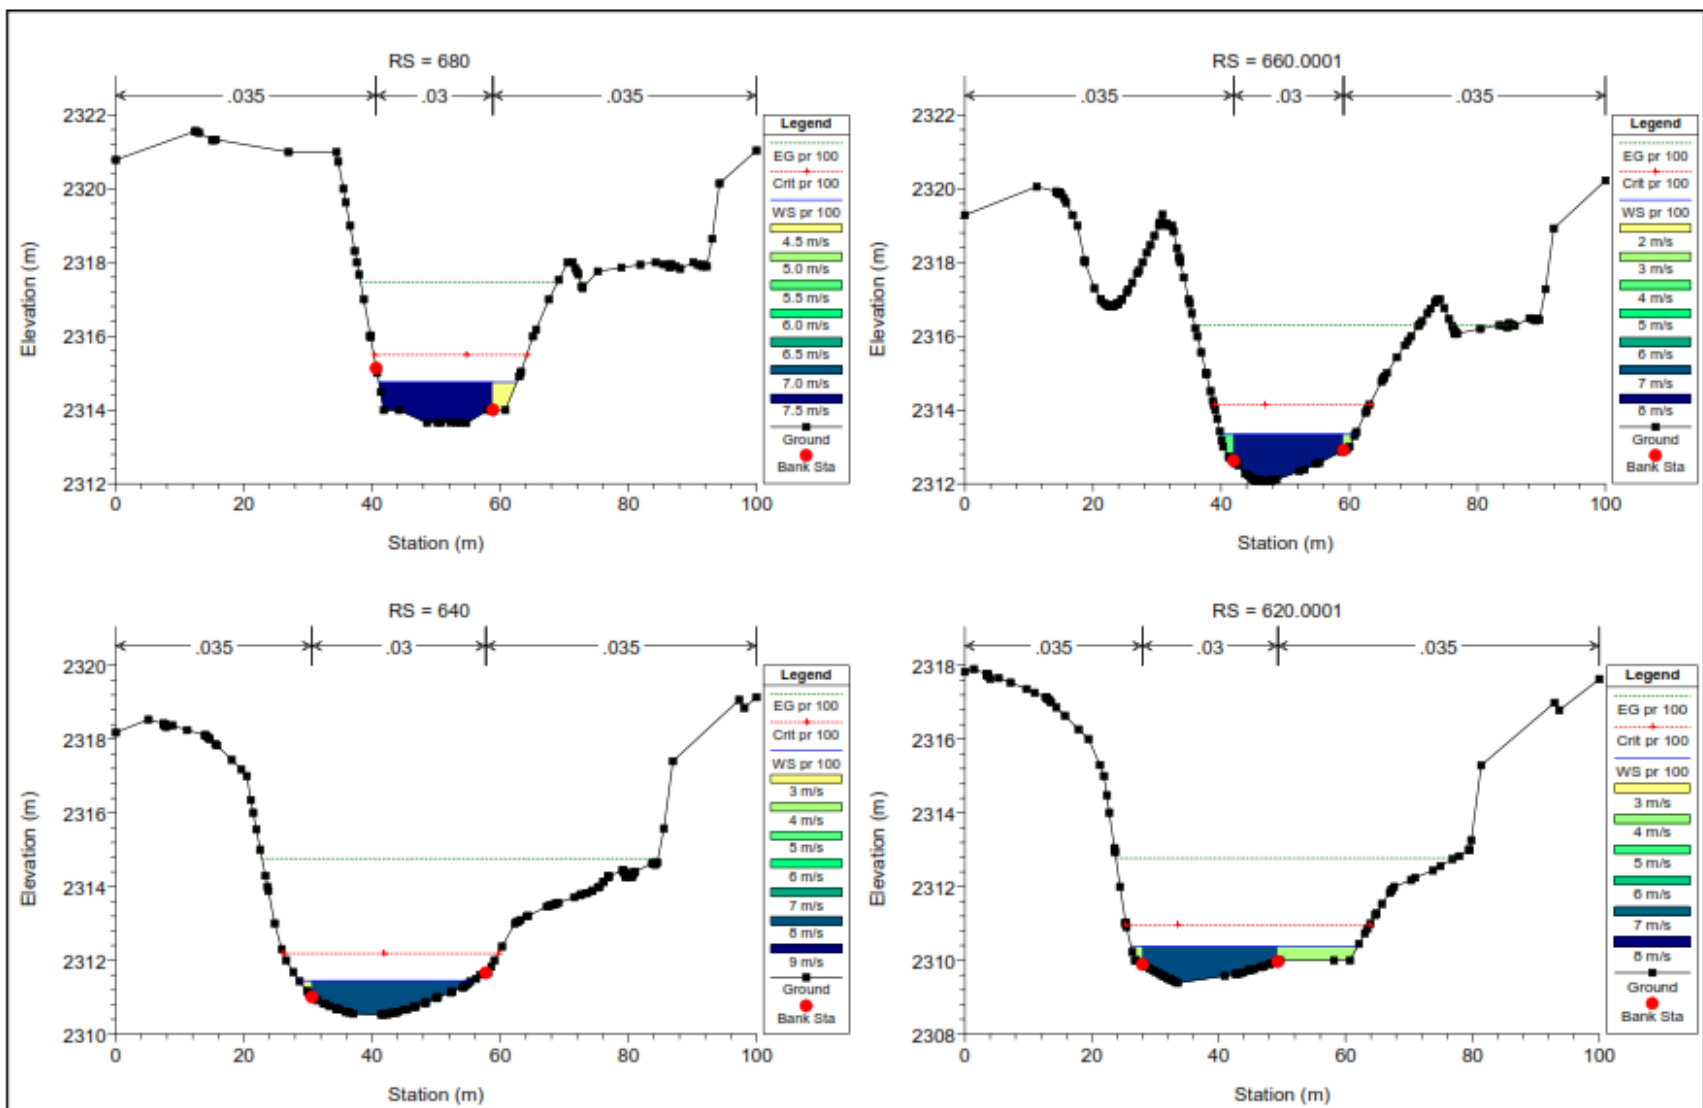 RS = 680
.035 .03 .035
2322
2320
2318
2316
2314
2312
Elevation (m)
0 20 40 60 80 100
Station (m)
Legend
EG pr 100
Crit pr 100
WS pr 100
4.5 m/s
5.0 m/s
5.5 m/s
6.0 m/s
6.5 m/s
7.0 m/s
7.5 m/s
Ground
Bank Sta
RS = 660.0001
.035 .03 .035
2322
2320
2318
2316
2314
2312
Elevation (m)
0 20 40 60 80 100
Station (m)
Legend
EG pr 100
Crit pr 100
WS pr 100
2 m/s
3 m/s
4 m/s
5 m/s
6 m/s
7 m/s
8 m/s
Ground
Bank Sta
RS = 640
.035 .03 .035
2320
2318
2316
2314
2312
2310
Elevation (m)
0 20 40 60 80 100
Station (m)
Legend
EG pr 100
Crit pr 100
WS pr 100
3 m/s
4 m/s
5 m/s
6 m/s
7 m/s
8 m/s
9 m/s
Ground
Bank Sta
RS = 620.0001
.035 .03 .035
2318
2316
2314
2312
2310
2308
Elevation (m)
0 20 40 60 80 100
Station (m)
Legend
EG pr 100
Crit pr 100
WS pr 100
3 m/s
4 m/s
5 m/s
6 m/s
7 m/s
8 m/s
Ground
Bank Sta